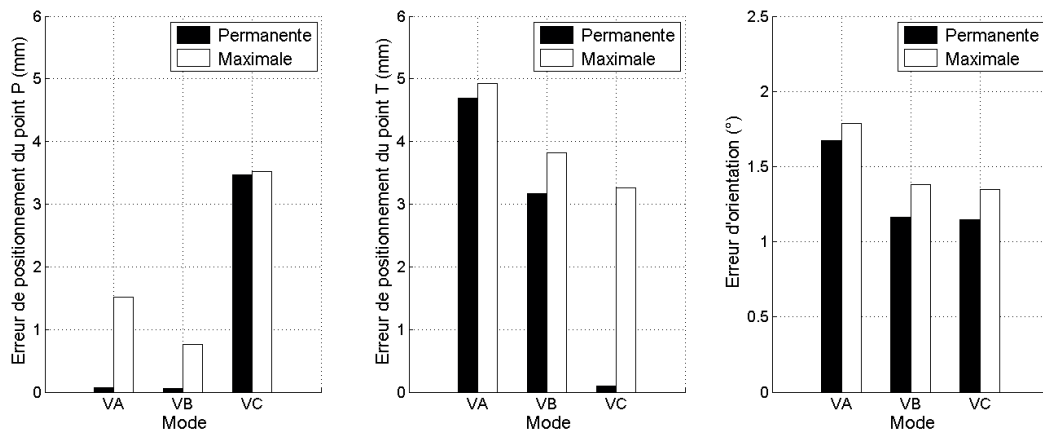 Erreur de positionnement du point P (mm)
6
5
4
3
2
1
0
Permanente
Maximale
VA VB VC
Mode
Erreur de positionnement du point T (mm)
6
5
4
3
2
1
0
Permanente
Maximale
VA VB VC
Mode
Erreur d'orientation (°)
2.5
2
1.5
1
0.5
0
Permanente
Maximale
VA VB VC
Mode